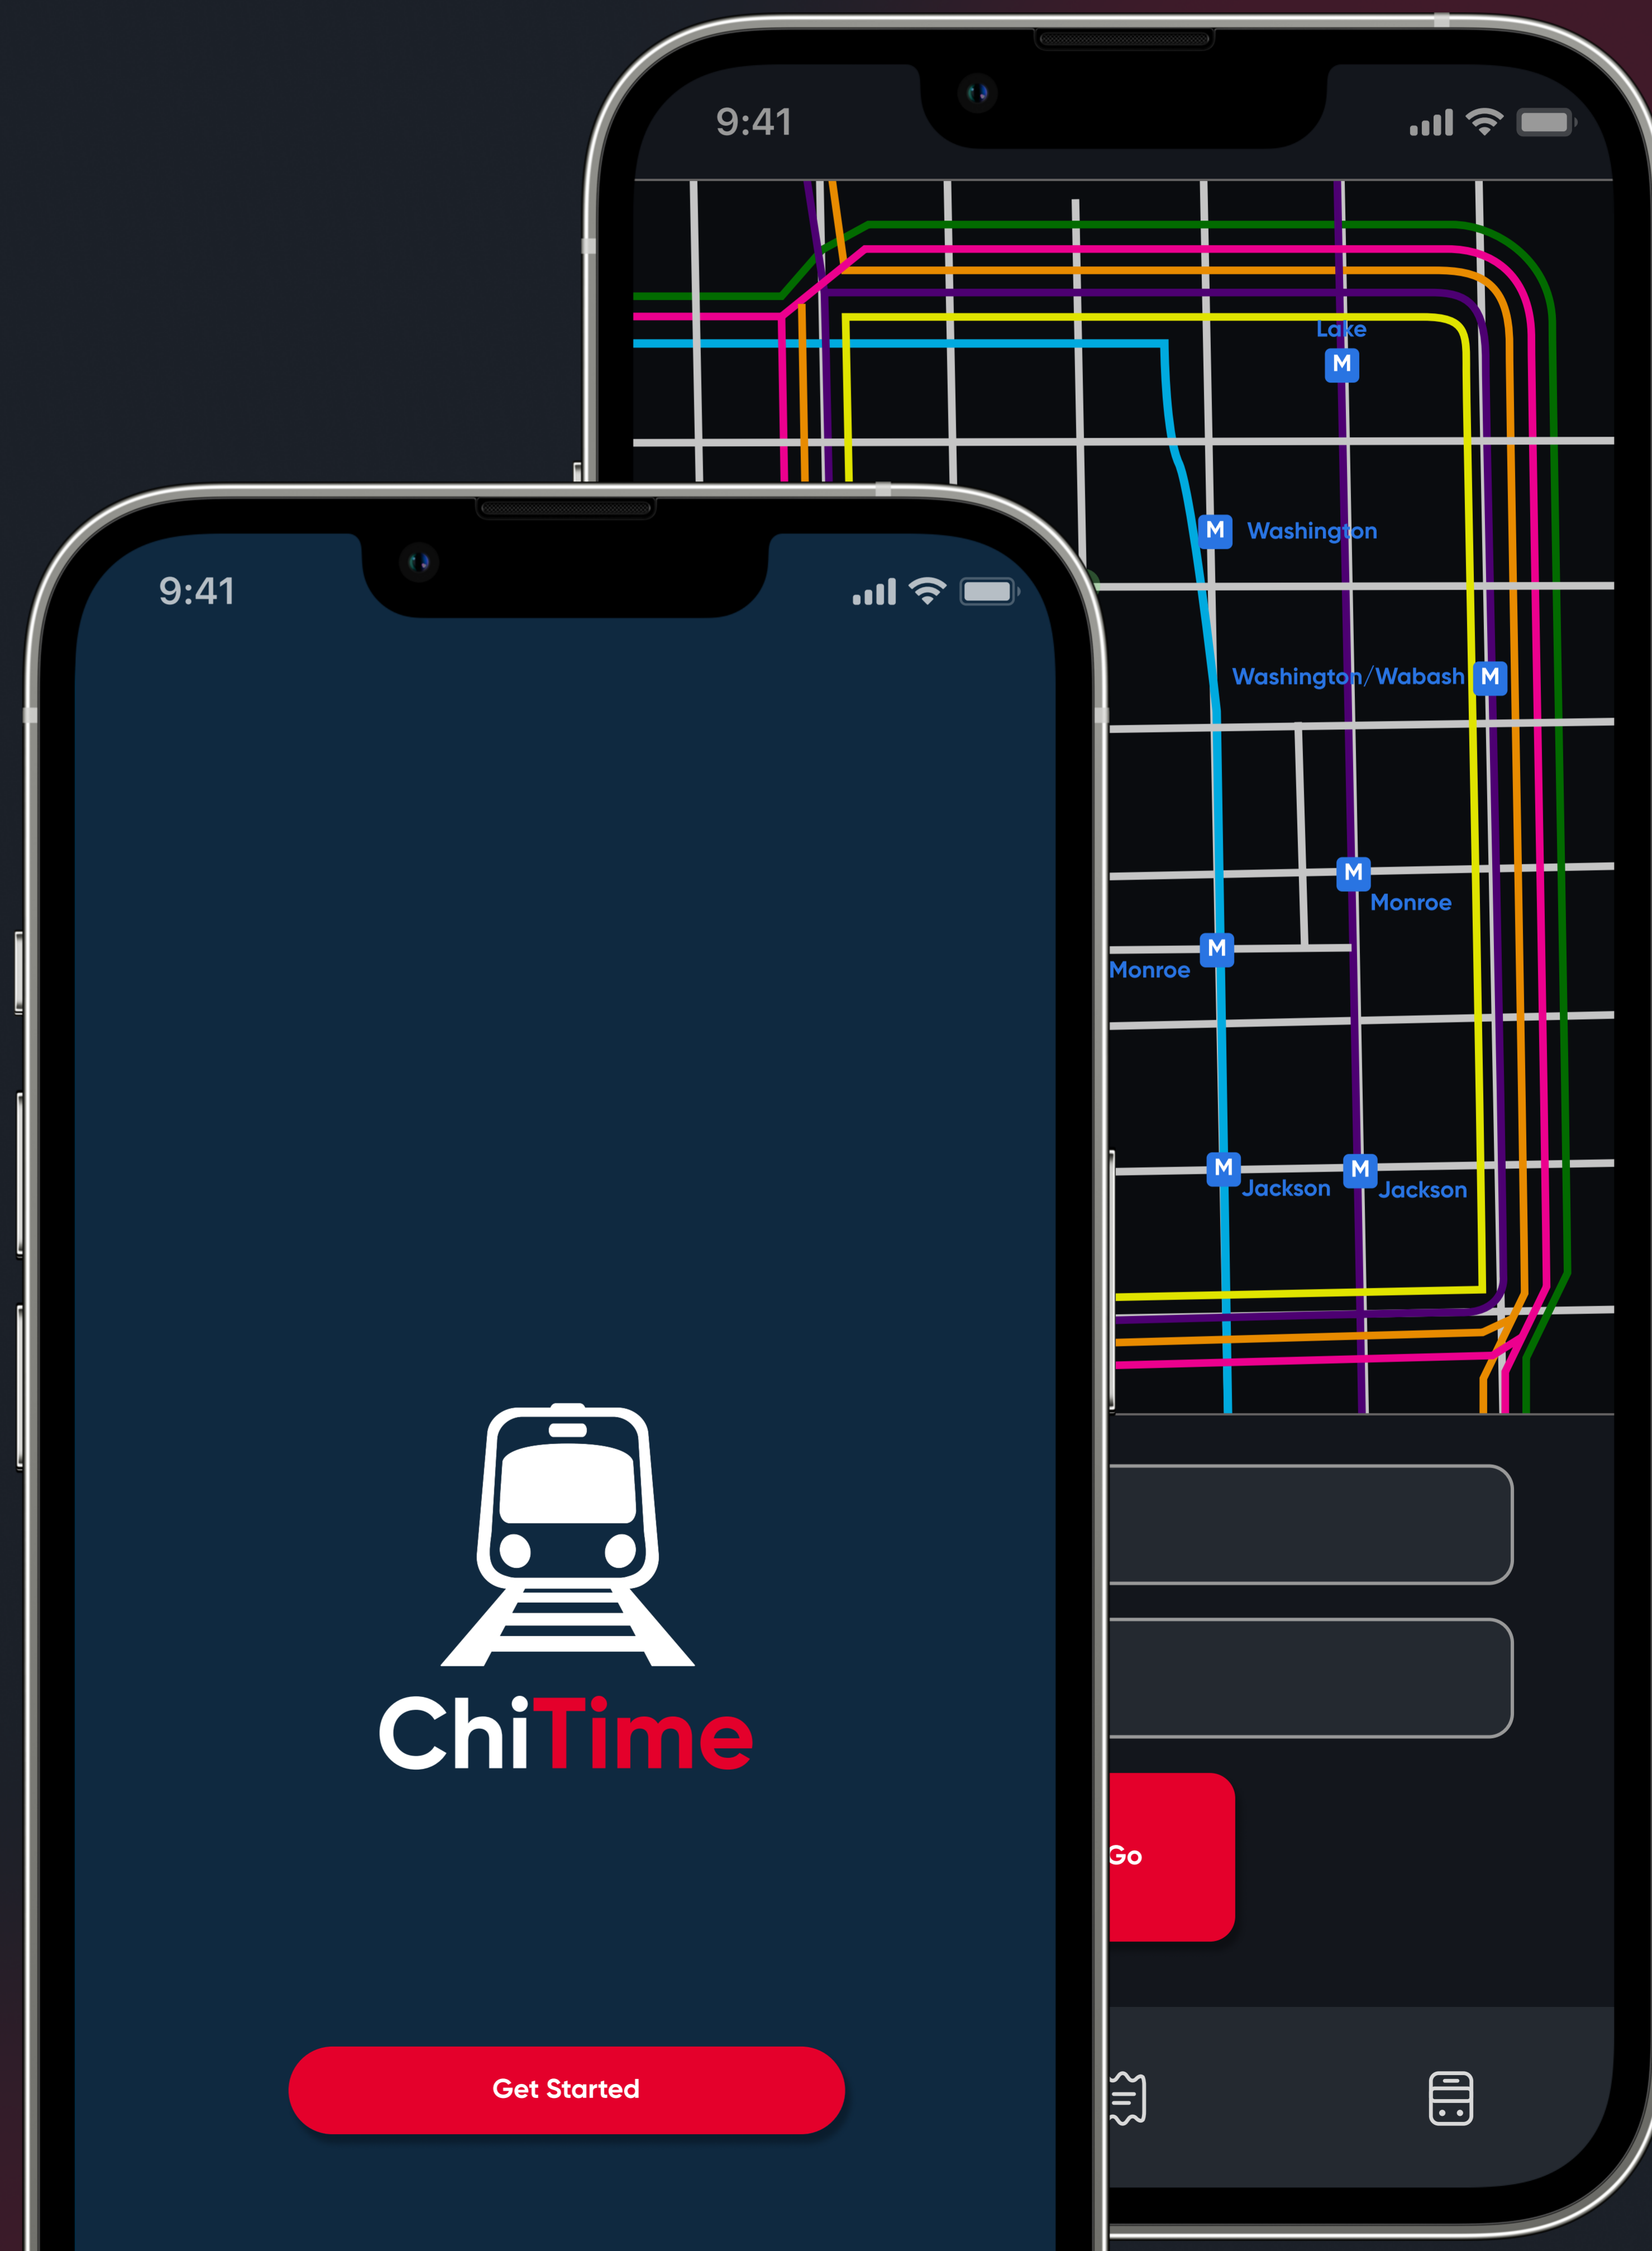 9:41
Lake
M
M Washington
Washington/Wabash M
M
Monroe
M
Monroe
M Jackson
M Jackson
Go
9:41
ChiTime
Get Started